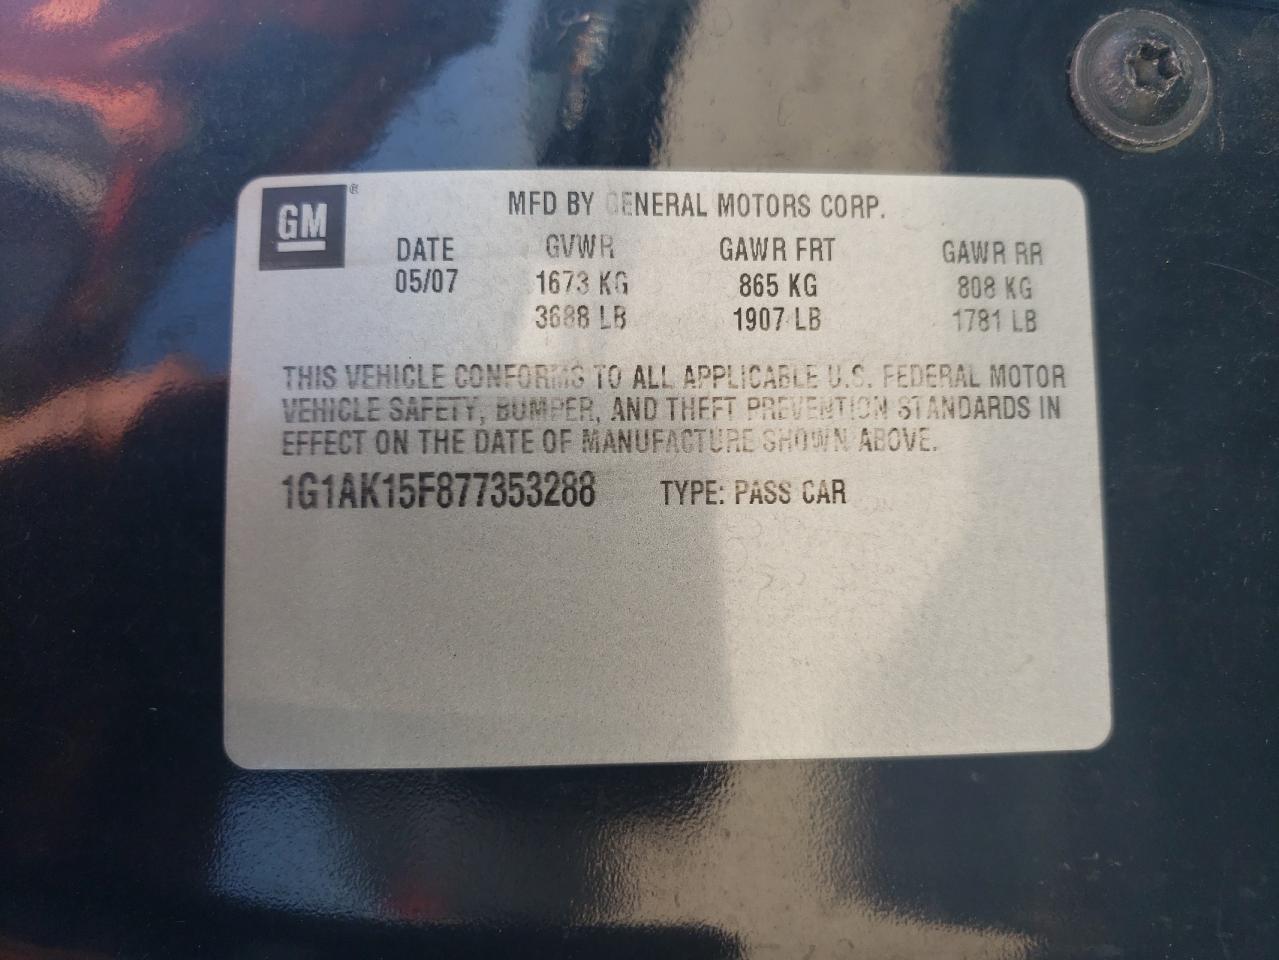 GM®
MFD BY GENERAL MOTORS CORP.
DATE GVWR GAWR FRT GAWR RR
05/07 1673 KG 865 KG 808 KG
3688 LB 1907 LB 1781 LB
THIS VEHICLE CONFORMS TO ALL APPLICABLE U.S. FEDERAL MOTOR
VEHICLE SAFETY, BUMPER, AND THEFT PREVENTION STANDARDS IN
EFFECT ON THE DATE OF MANUFACTURE SHOWN ABOVE.
1G1AK15F877353288 TYPE: PASS CAR